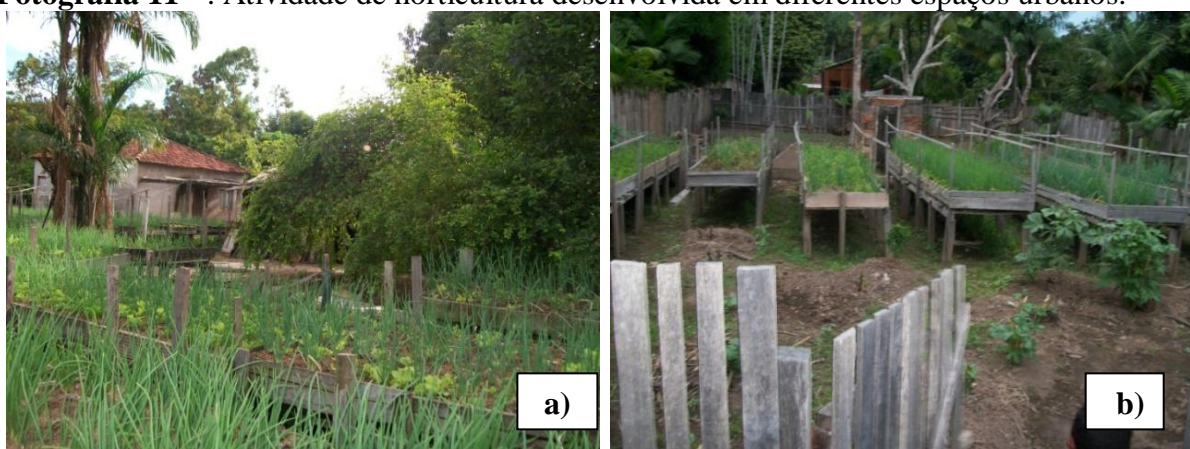 Fotografia 11 : Atividade de horticultura desenvolvida em diferentes espaços urbanos.
a) b)